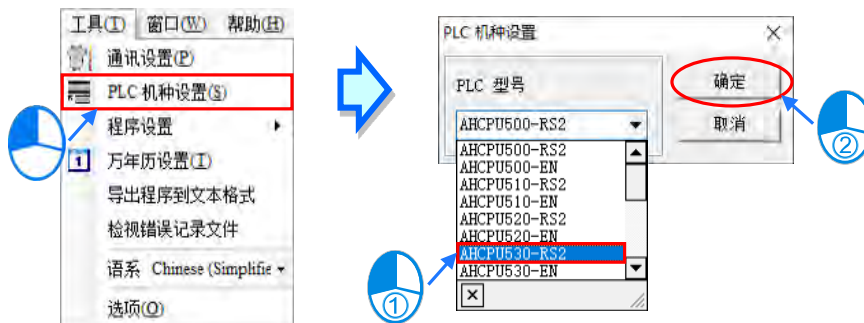 工具(T) 窗口(W) 帮助(H)
通讯设置(P)
PLC 机种设置(S)
程序设置
1 万年历设置(I)
导出程序到文本格式
检视错误记录文件
语系 Chinese (Simplifie
选项(O)
PLC 机种设置
PLC 型号
确定
取消
AHCPU500-RS2
AHCPU500-RS2
AHCPU500-EN
AHCPU510-RS2
AHCPU510-EN
AHCPU520-RS2
AHCPU520-EN
AHCPU530-RS2
AHCPU530-EN
①
②